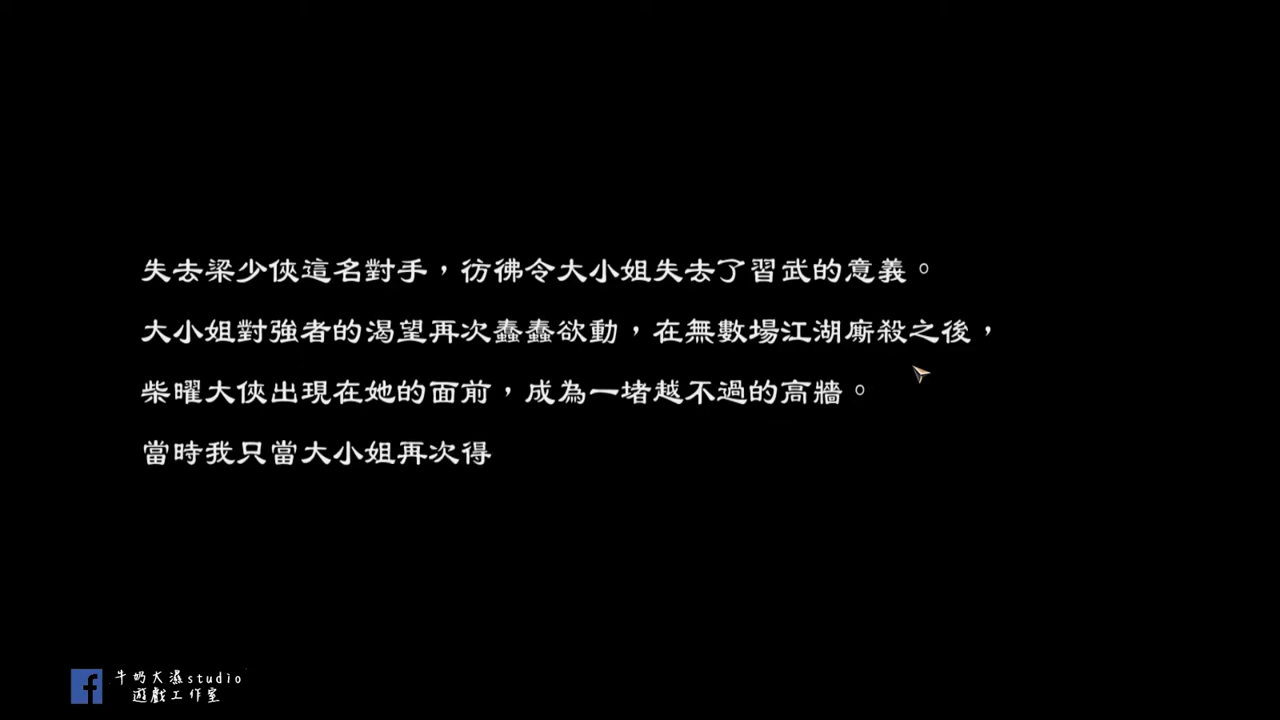 失去梁少俠這名對手，彷彿令大小姐失去了習武的意義。
大小姐對強者的渴望再次蠢蠢欲動，在無數場江湖廝殺之後，
柴曜大俠出現在她的面前，成為一堵越不過的高牆。
當時我只當大小姐再次得
牛奶大濕studio
遊戲工作室